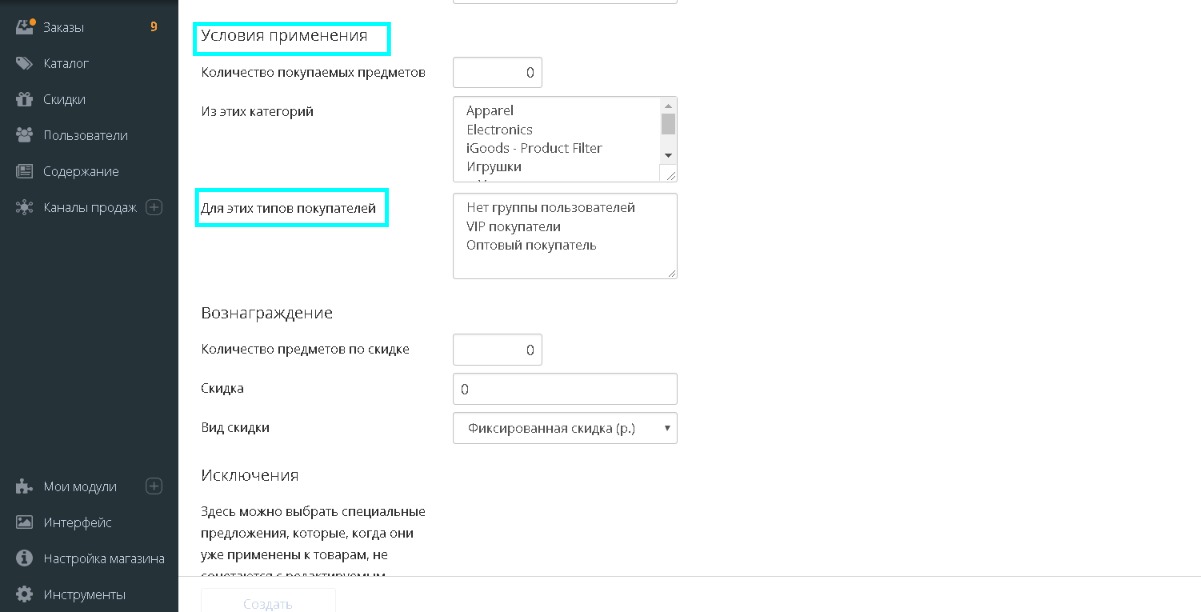 Заказы 9
Каталог
Скидки
Пользователи
Содержание
Каналы продаж
Мои модули
Интерфейс
Настройка магазина
Инструменты
Условия применения
Количество покупаемых предметов 0
Из этих категорий
Apparel
Electronics
iGoods - Product Filter
Игрушки
Для этих типов покупателей
Нет группы пользователей
VIP покупатели
Оптовый покупатель
Вознаграждение
Количество предметов по скидке 0
Скидка 0
Вид скидки Фиксированная скидка (р.)
Исключения
Здесь можно выбрать специальные
предложения, которые, когда они
уже применены к товарам, не
сочетаются с редактируемым
Создать